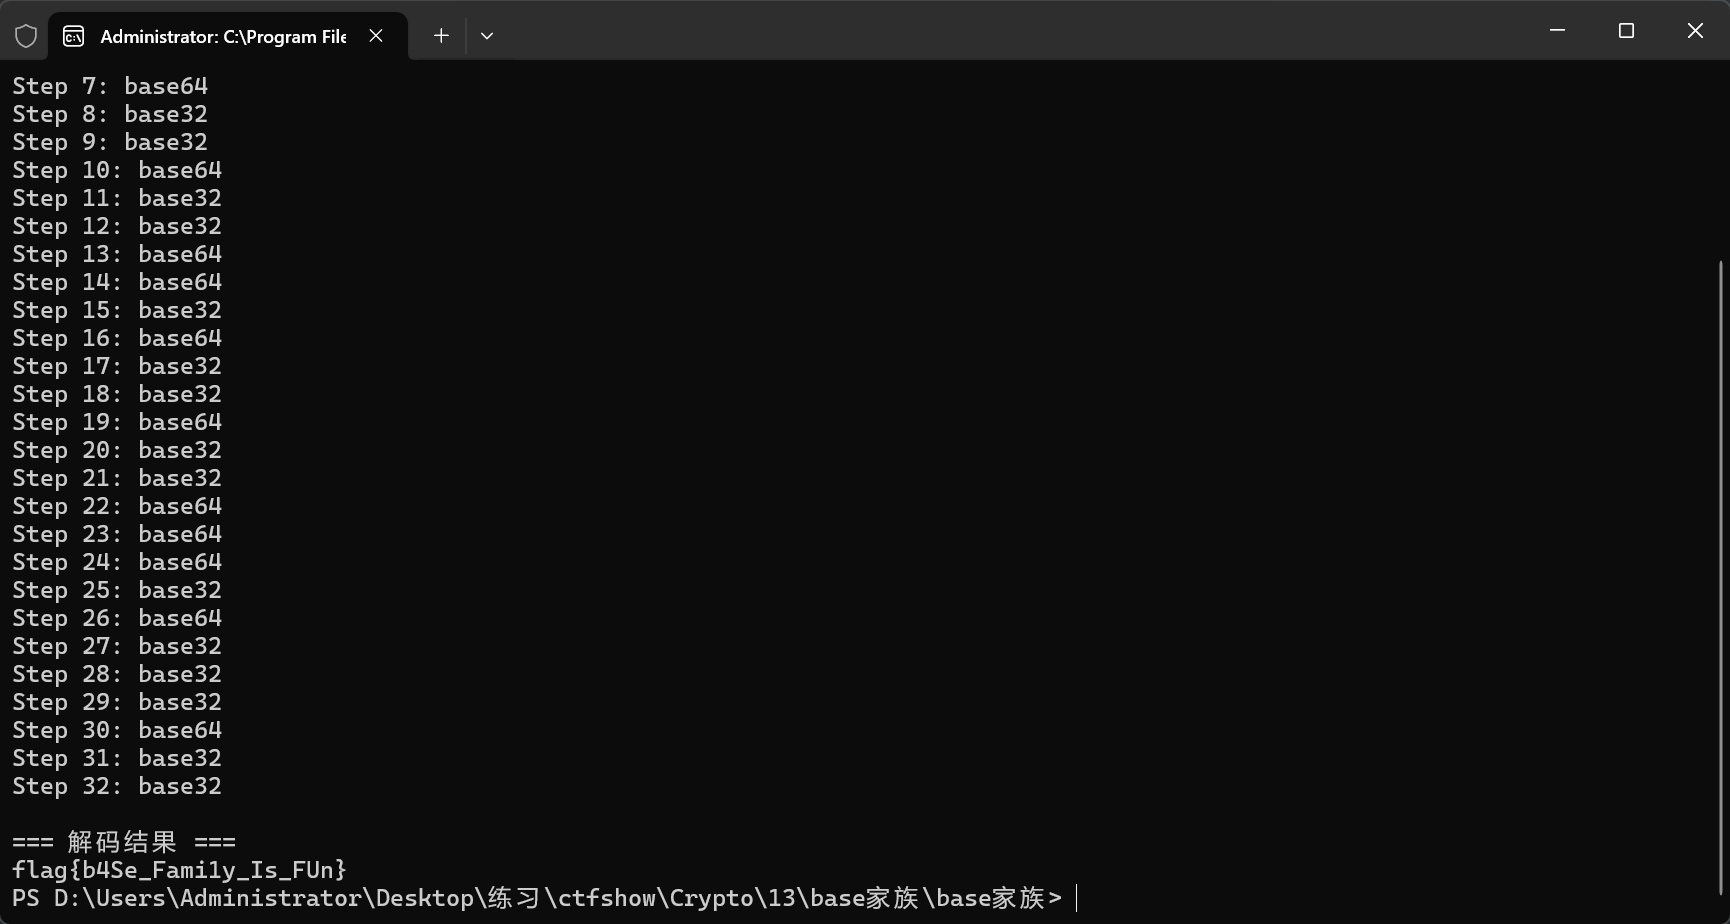 Administrator: C:\Program File
Step 7: base64
Step 8: base32
Step 9: base32
Step 10: base64
Step 11: base32
Step 12: base32
Step 13: base64
Step 14: base64
Step 15: base32
Step 16: base64
Step 17: base32
Step 18: base32
Step 19: base64
Step 20: base32
Step 21: base32
Step 22: base64
Step 23: base64
Step 24: base64
Step 25: base32
Step 26: base64
Step 27: base32
Step 28: base32
Step 29: base32
Step 30: base64
Step 31: base32
Step 32: base32
=== 解码结果 ===
flag{b4Se_Fami1y_Is_FUn}
PS D:\Users\Administrator\Desktop\练习\ctfshow\Crypto\13\base家族\base家族>